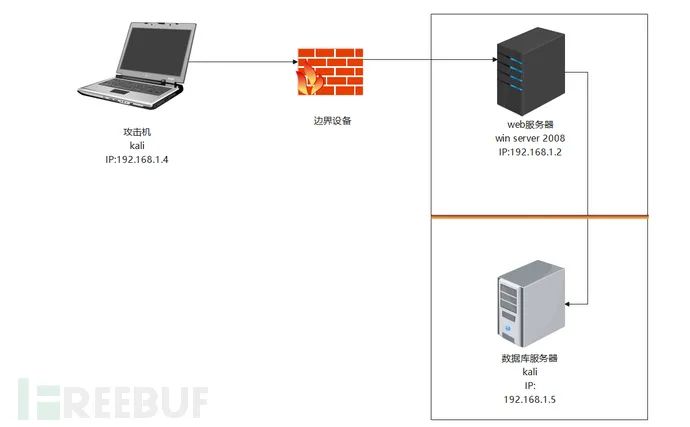 攻击机
kali
IP:192.168.1.4
边界设备
web服务器
win server 2008
IP:192.168.1.2
数据库服务器
kali
IP:
192.168.1.5
FREEBUF